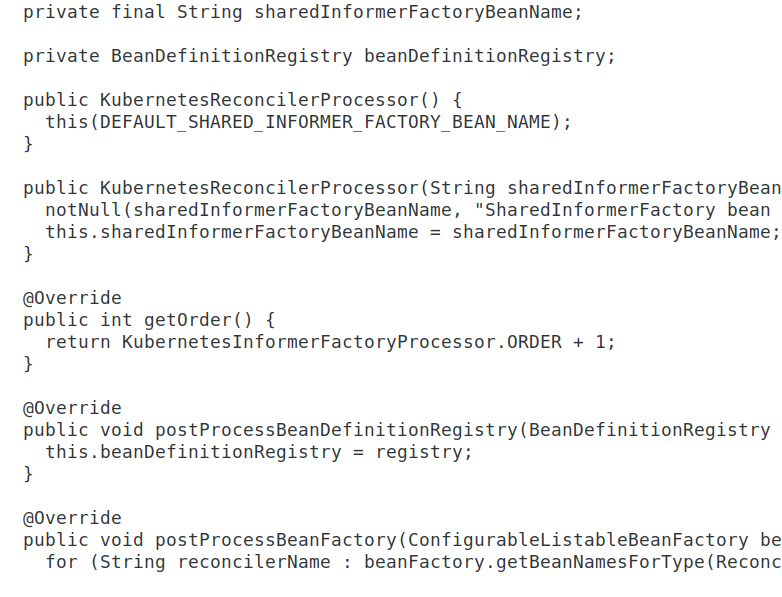 private final String sharedInformerFactoryBeanName;
private BeanDefinitionRegistry beanDefinitionRegistry;
public KubernetesReconcilerProcessor() {
this(DEFAULT_SHARED_INFORMER_FACTORY_BEAN_NAME);
}
public KubernetesReconcilerProcessor(String sharedInformerFactoryBean
notNull(sharedInformerFactoryBeanName, "SharedInformerFactory bean
this.sharedInformerFactoryBeanName = sharedInformerFactoryBeanName;
}
@Override
public int getOrder() {
return KubernetesInformerFactoryProcessor.ORDER + 1;
}
@Override
public void postProcessBeanDefinitionRegistry(BeanDefinitionRegistry
this.beanDefinitionRegistry = registry;
}
@Override
public void postProcessBeanFactory(ConfigurableListableBeanFactory be
for (String reconcilerName : beanFactory.getBeanNamesForType(Reconc